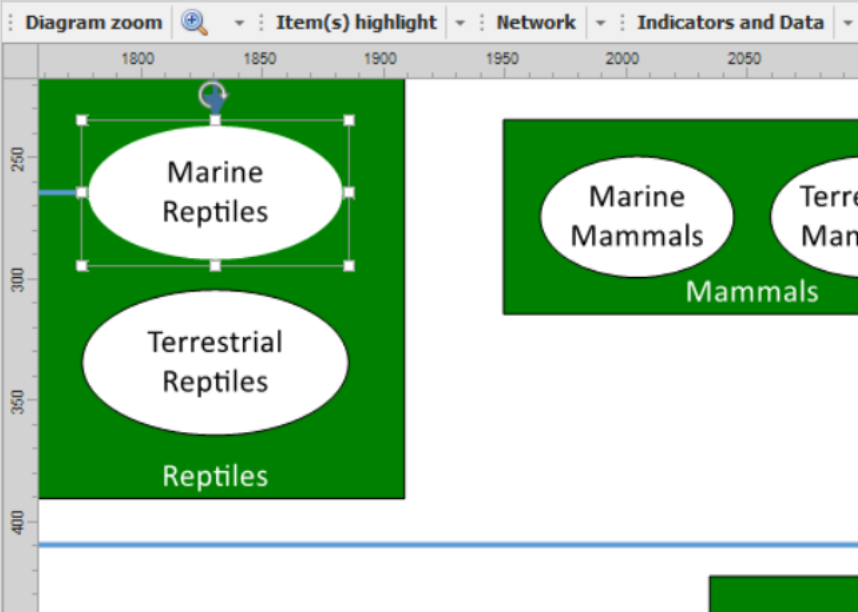 Diagram zoom Item(s) highlight Network Indicators and Data
1800 1850 1900 1950 2000 2050
250
300
350
400
Marine
Reptiles
Terrestrial
Reptiles
Reptiles
Marine
Mammals
Mammals